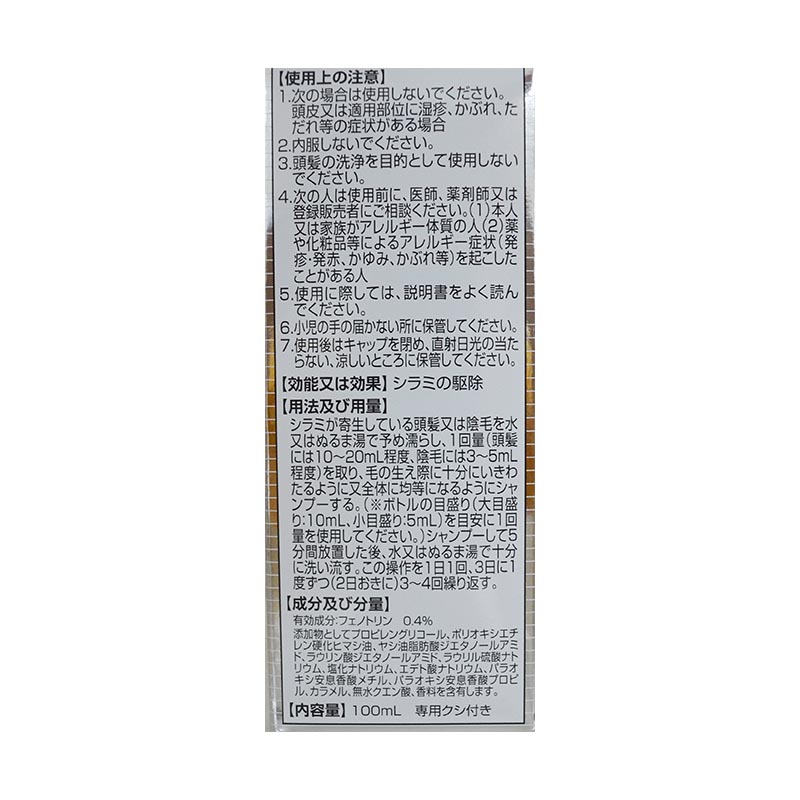 【使用上の注意】
1.次の場合は使用しないでください。
頭皮又は適用部位に湿疹、かぶれ、た
だれ等の症状がある場合
2.内服しないでください。
3.頭髪の洗浄を目的として使用しない
でください。
4.次の人は使用前に、医師、薬剤師又は
登録販売者にご相談ください。(1)本人
又は家族がアレルギー体質の人(2)薬
や化粧品等によるアレルギー症状(発
疹・発赤、かゆみ、かぶれ等)を起こした
ことがある人
5.使用に際しては、説明書をよく読ん
でください。
6.小児の手の届かない所に保管してください。
7.使用後はキャップを閉め、直射日光の当た
らない、涼しいところに保管してください。
【効能又は効果】シラミの駆除
【用法及び用量】
シラミが寄生している頭髪又は陰毛を水
又はぬるま湯で予め濡らし、1回量(頭髪
には10〜20mL程度、陰毛には3〜5mL
程度)を取り、毛の生え際に十分にいきわ
たるように又全体に均等になるようにシャ
ンプーする。(※ボトルの目盛り(大目盛
り:10mL、小目盛り:5mL)を目安に1回
量を使用してください。)シャンプーして5
分間放置した後、水又はぬるま湯で十分
に洗い流す。この操作を1日1回、3日に1
度ずつ(2日おきに)3〜4回繰り返す。
【成分及び分量】
有効成分:フェノトリン 0.4%
添加物としてプロピレングリコール、ポリオキシエチ
レン硬化ヒマシ油、ヤシ油脂肪酸ジエタノールアミ
ド、ラウリン酸ジエタノールアミド、ラウリル硫酸ナト
リウム、塩化ナトリウム、エデト酸ナトリウム、パラオ
キシ安息香酸メチル、パラオキシ安息香酸プロピ
ル、カラメル、無水クエン酸、香料を含有します。
【内容量】100mL 専用クシ付き